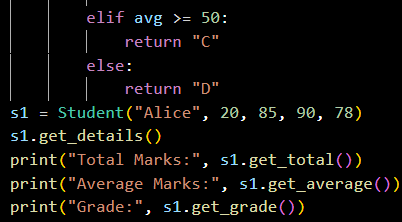 elif avg >= 50:
return "C"
else:
return "D"
s1 = Student("Alice", 20, 85, 90, 78)
s1.get_details()
print("Total Marks:", s1.get_total())
print("Average Marks:", s1.get_average())
print("Grade:", s1.get_grade())